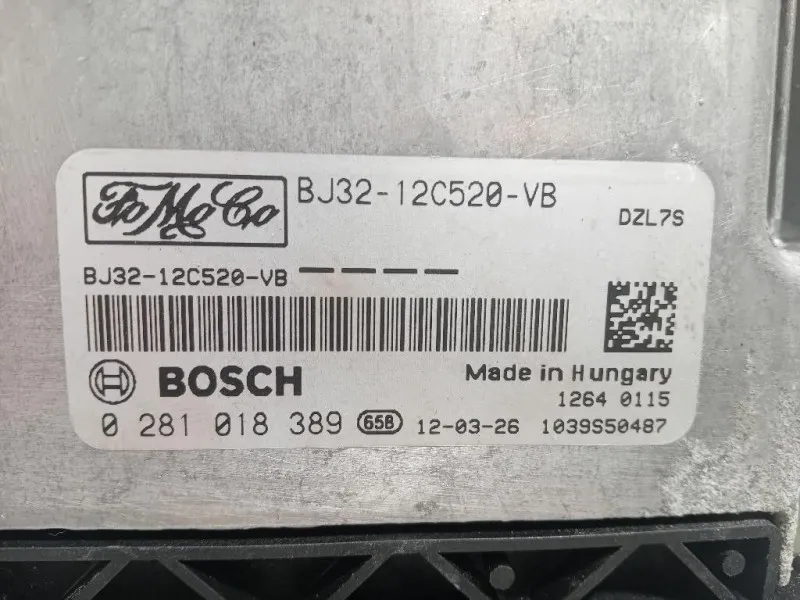 FoMoCo BJ32-12C520-VB
DZL7S
BJ32-12C520-VB — — — —
BOSCH Made in Hungary
1264 0115
0 281 018 389 65B 12-03-26 1039S50487